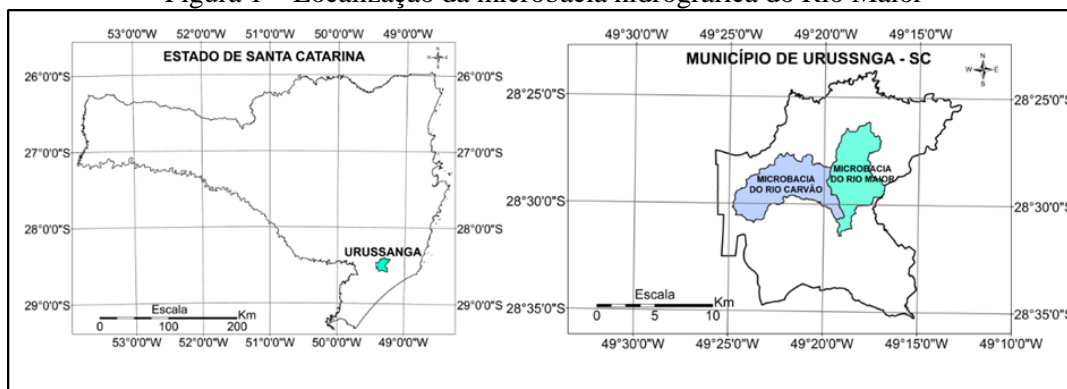 Figura 1 – Localização da microbacia hidrográfica do Rio Maior
53°0'0"W 52°0'0"W 51°0'0"W 50°0'0"W 49°0'0"W
ESTADO DE SANTA CATARINA
26°0'0"S
27°0'0"S
28°0'0"S
29°0'0"S
26°0'0"S
27°0'0"S
28°0'0"S
29°0'0"S
URUSSANGA
Escala
Km
0 100 200
53°0'0"W 52°0'0"W 51°0'0"W 50°0'0"W 49°0'0"W
49°30'0"W 49°25'0"W 49°20'0"W 49°15'0"W
MUNICÍPIO DE URUSSNGA - SC
N
W E
S
28°25'0"S
28°30'0"S
28°35'0"S
28°25'0"S
28°30'0"S
28°35'0"S
MICROBACIA
DO RIO CARVÃO
MICROBACIA
DO RIO MAIOR
Escala
Km
0 5 10
49°30'0"W 49°25'0"W 49°20'0"W 49°15'0"W 49°10'0"W